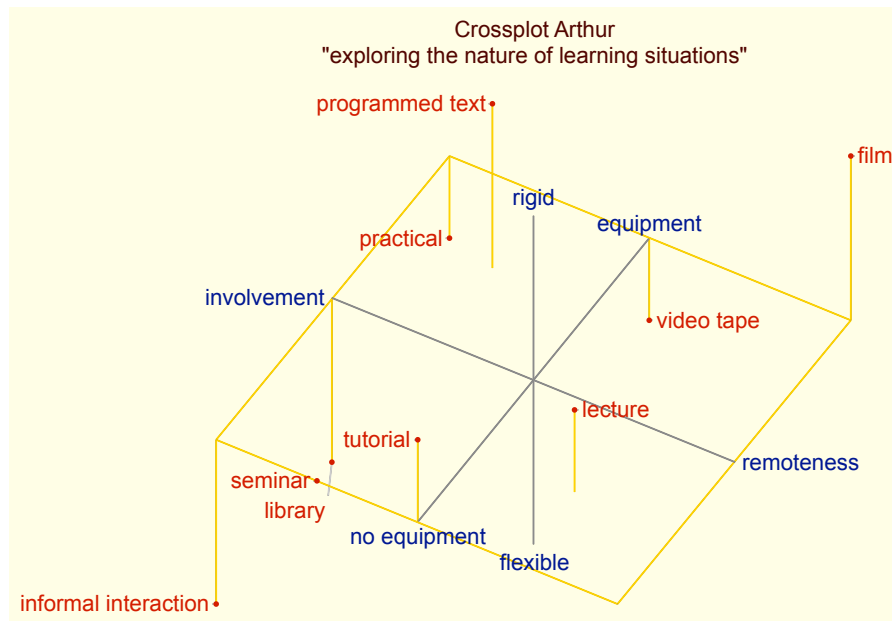 Crossplot Arthur
"exploring the nature of learning situations"
programmed text
film
rigid
equipment
practical
involvement
video tape
lecture
tutorial
remoteness
seminar
library
no equipment
flexible
informal interaction